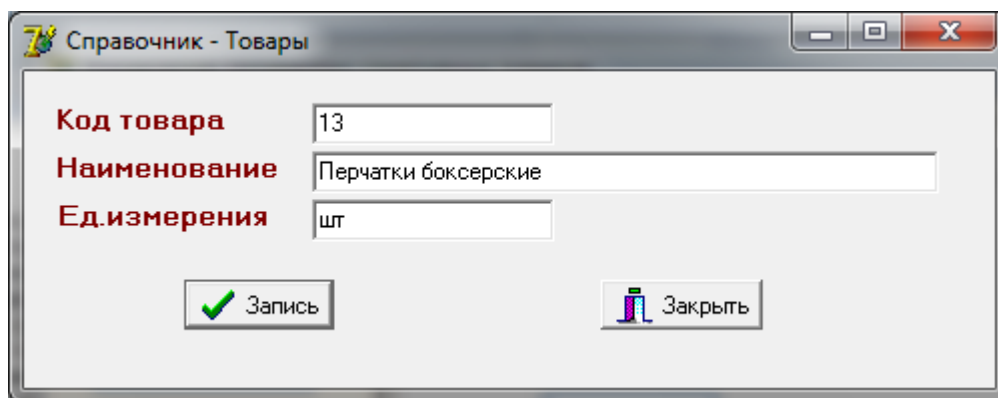 Справочник - Товары
Код товара 13
Наименование Перчатки боксерские
Ед.измерения шт
Запись Закрыть